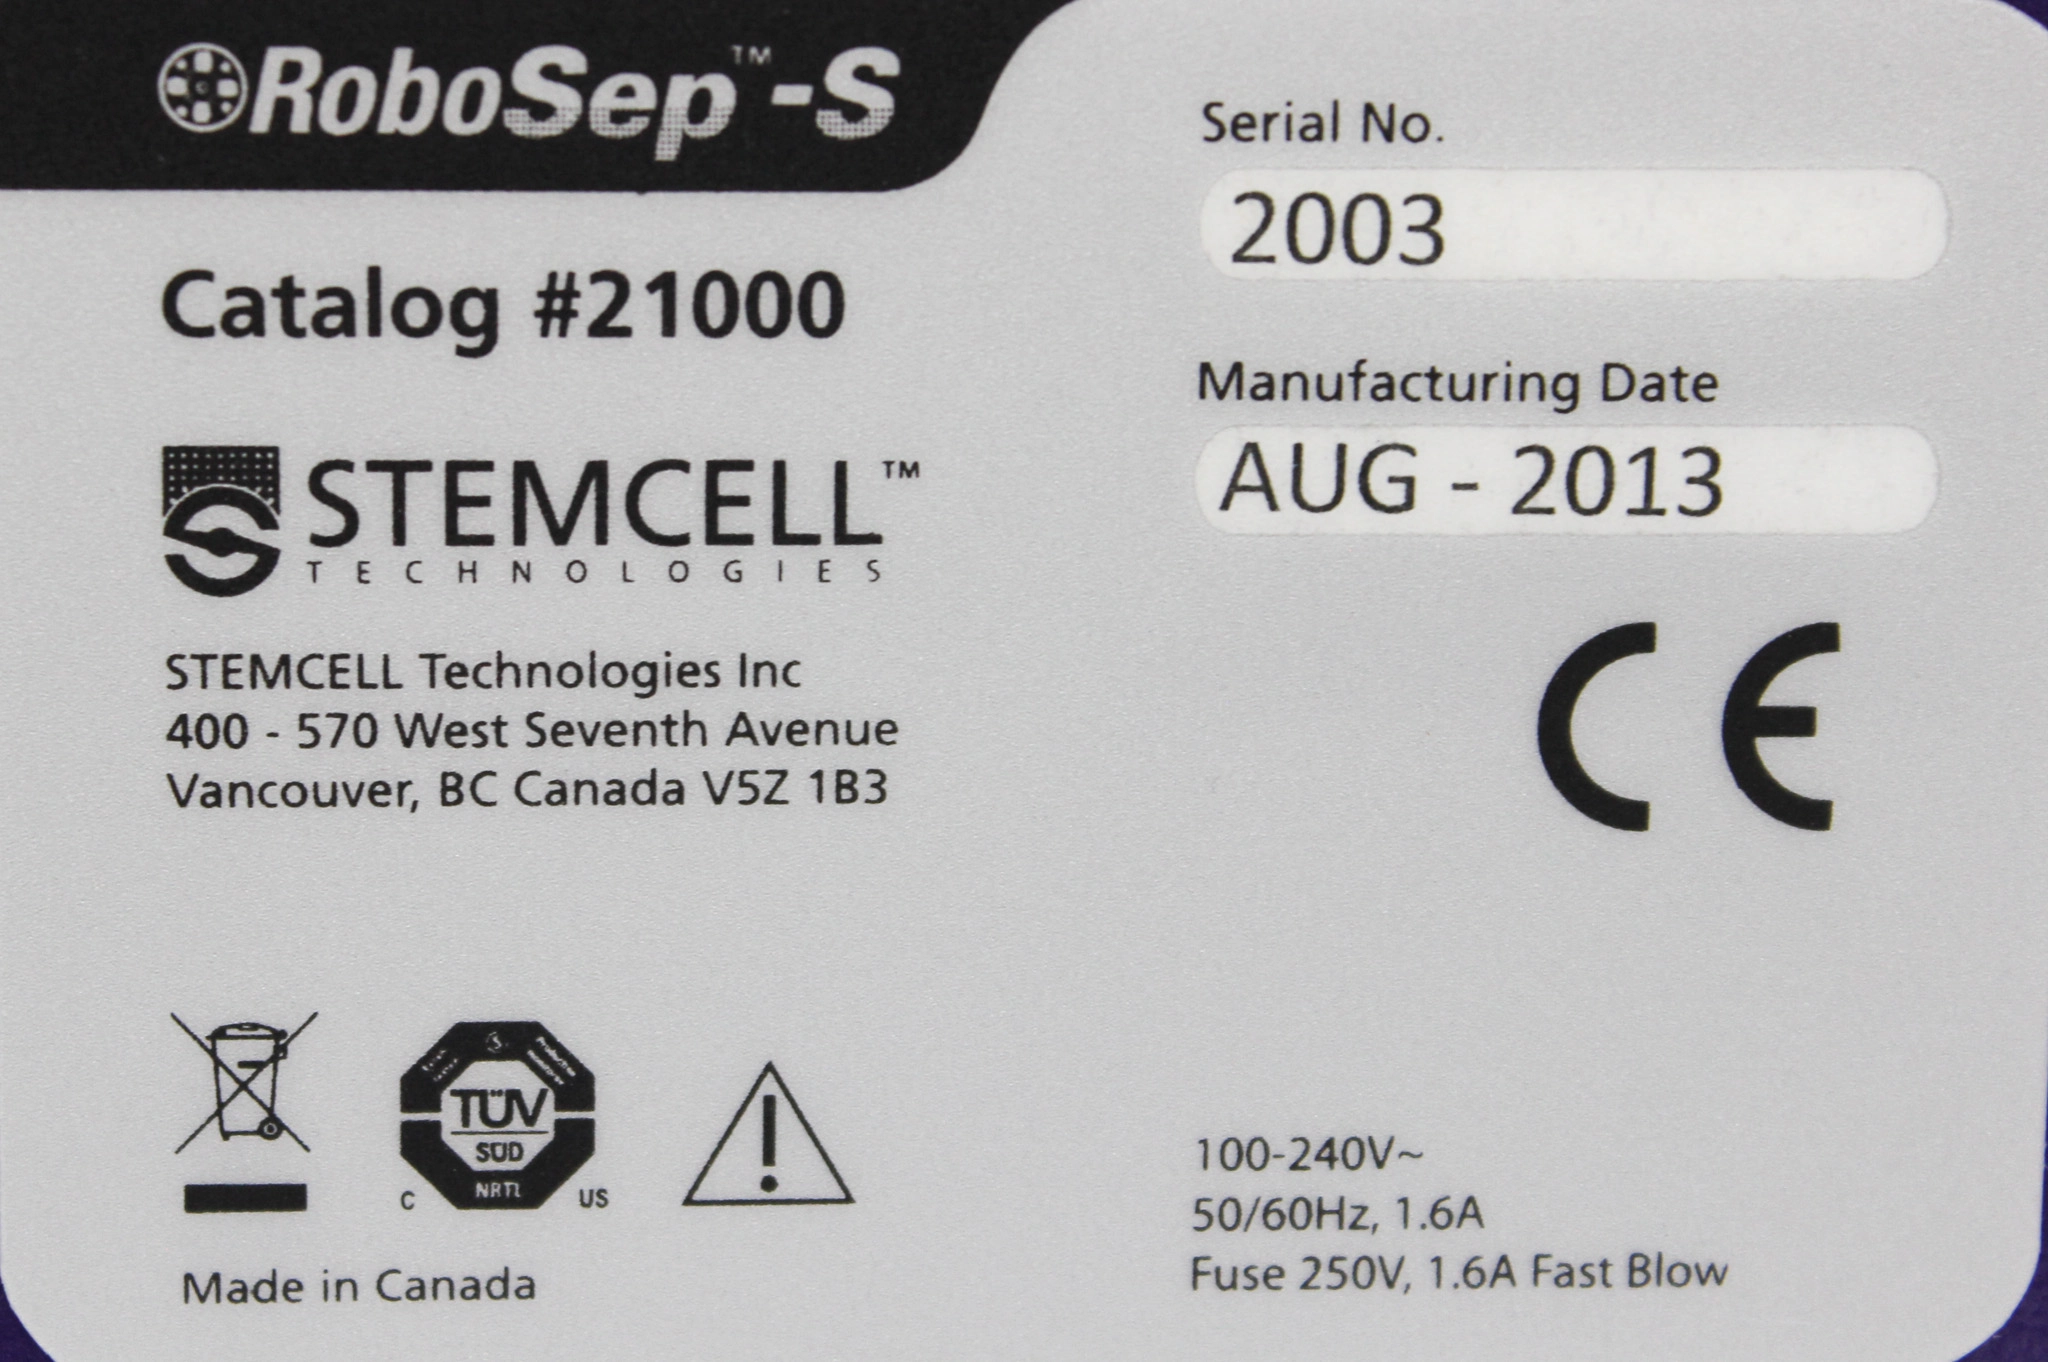 RoboSep™-S
Catalog #21000
STEMCELL™
TECHNOLOGIES
STEMCELL Technologies Inc
400 - 570 West Seventh Avenue
Vancouver, BC Canada V5Z 1B3
Serial No.
2003
Manufacturing Date
AUG - 2013
CE
TÜV
SÜD
NRTL
C US
Made in Canada
100-240V~
50/60Hz, 1.6A
Fuse 250V, 1.6A Fast Blow